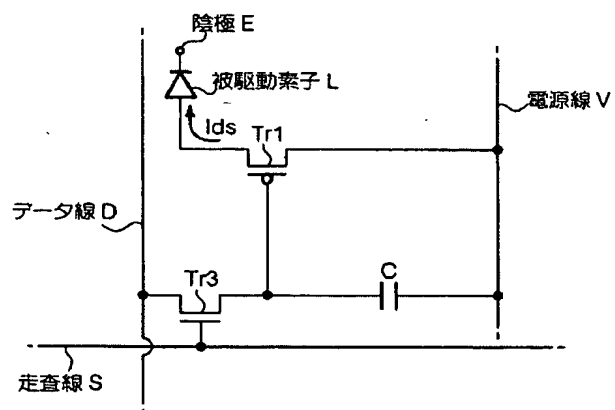 陰極 E
被駆動素子 L
電源線 V
Ids
Tr1
データ線 D
Tr3
C
走査線 S